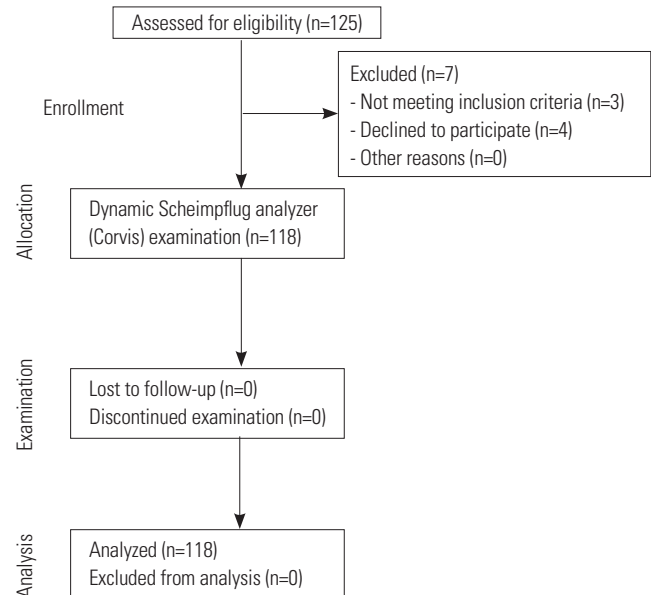 Assessed for eligibility (n=125)
Enrollment
Excluded (n=7)
- Not meeting inclusion criteria (n=3)
- Declined to participate (n=4)
- Other reasons (n=0)
Allocation
Dynamic Scheimpflug analyzer
(Corvis) examination (n=118)
Examination
Lost to follow-up (n=0)
Discontinued examination (n=0)
Analysis
Analyzed (n=118)
Excluded from analysis (n=0)